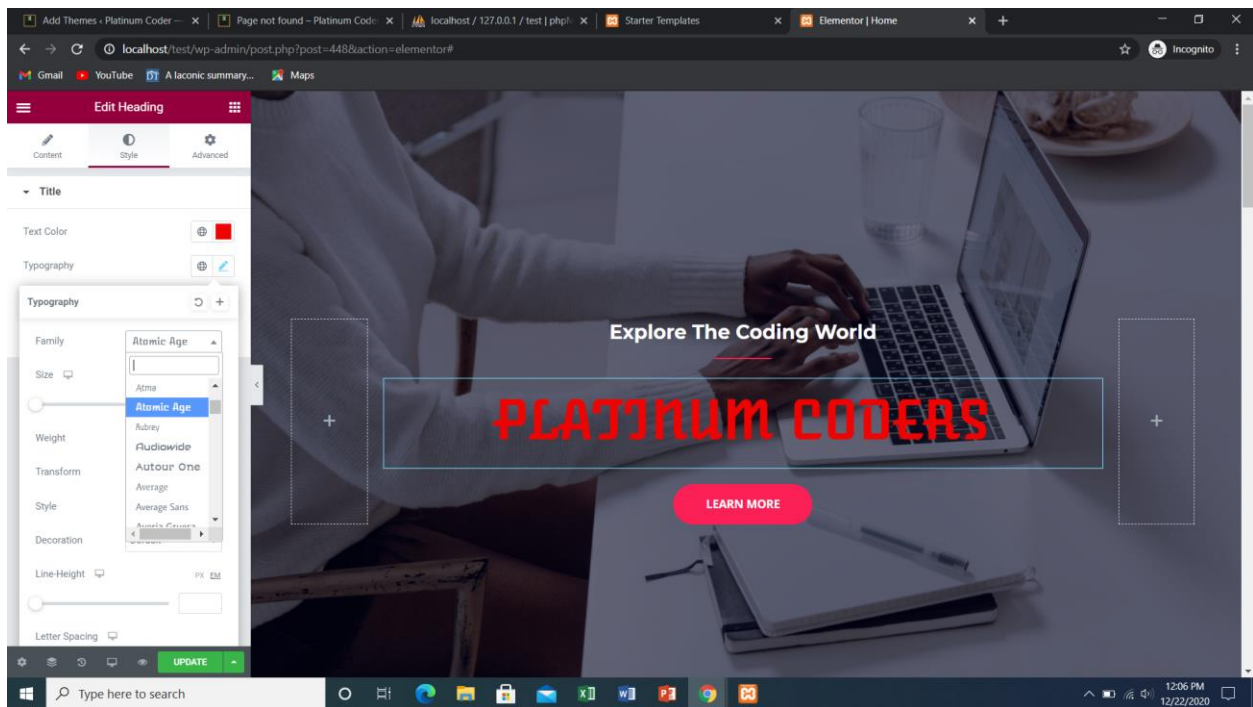 Add Themes ‹ Platinum Coder —
Page not found – Platinum Code
localhost / 127.0.0.1 / test | phpM
Starter Templates
Elementor | Home
localhost/test/wp-admin/post.php?post=448&action=elementor#
Incognito
Gmail
YouTube
A laconic summary...
Maps
Edit Heading
Content
Style
Advanced
Title
Text Color
Typography
Typography
Family
Atomic Age
Size
Atma
Atomic Age
Aubrey
Weight
Audiowide
Transform
Autour One
Average
Style
Average Sans
Averia Gruesa
Decoration
Default
Line-Height
PX EM
Letter Spacing
UPDATE
Explore The Coding World
PLATINUM CODERS
LEARN MORE
Type here to search
12:06 PM
12/22/2020